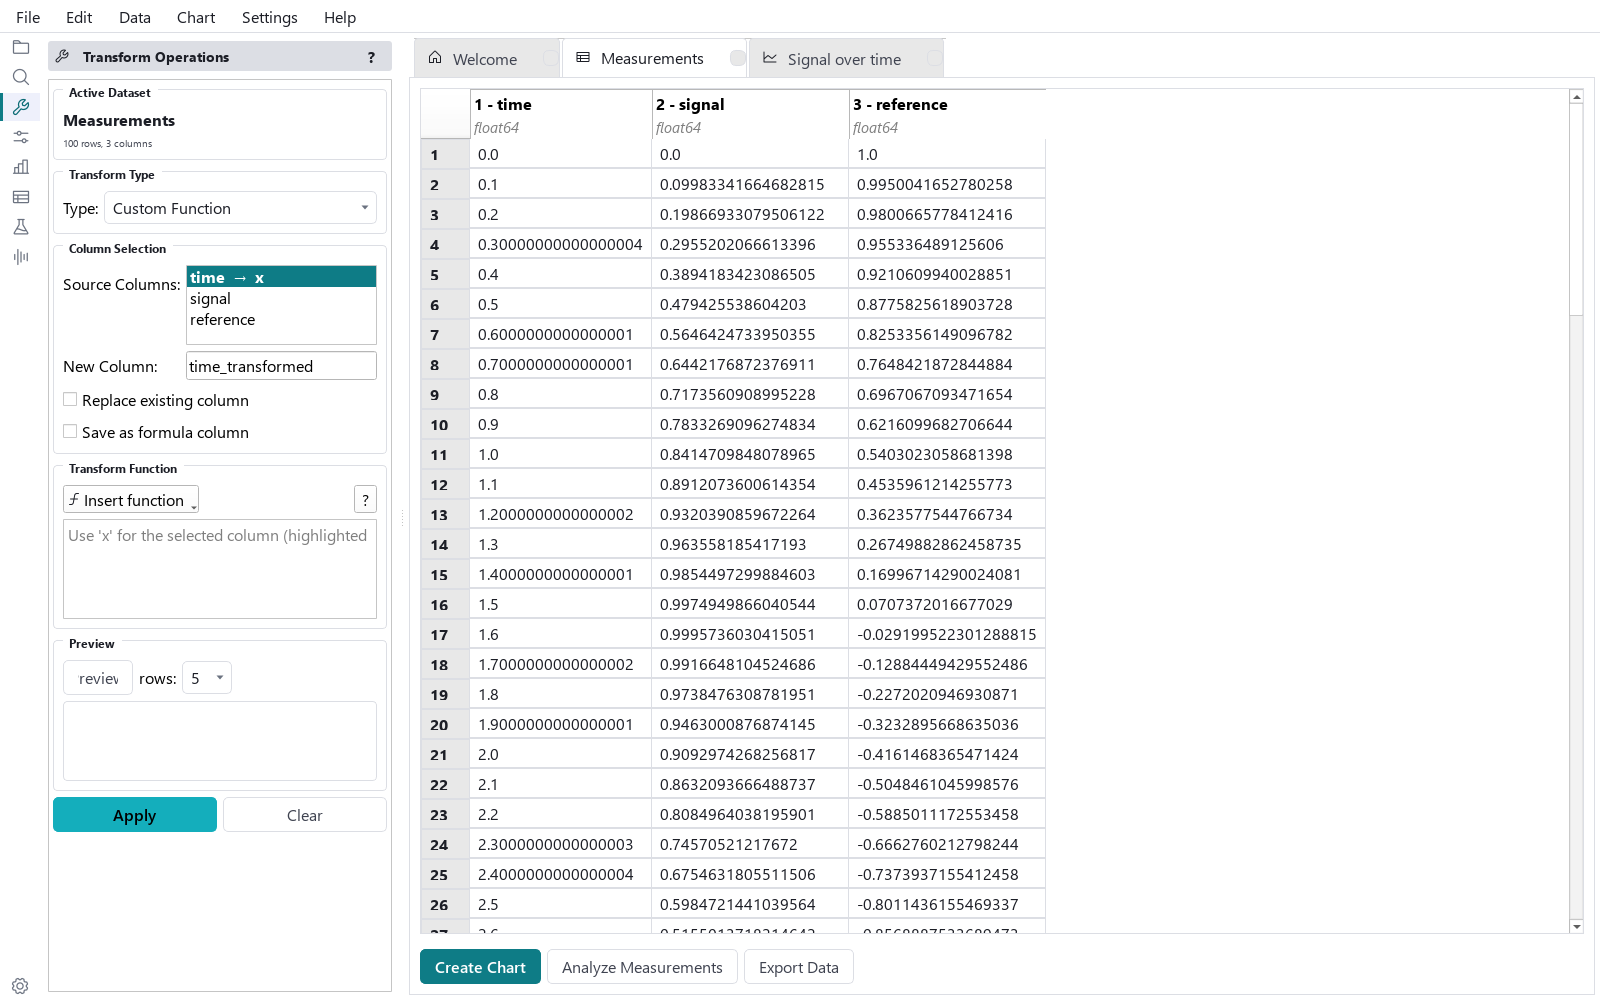 File Edit Data Chart Settings Help
Transform Operations ?
Active Dataset
Measurements
100 rows, 3 columns
Transform Type
Type: Custom Function
Column Selection
Source Columns: time → x
signal
reference
New Column: time_transformed
Replace existing column
Save as formula column
Transform Function
Insert function ?
Use 'x' for the selected column (highlighted
Preview
review rows: 5
Apply Clear
Welcome Measurements Signal over time
1 - time 2 - signal 3 - reference
float64 float64 float64
1 0.0 0.0 1.0
2 0.1 0.09983341664682815 0.9950041652780258
3 0.2 0.19866933079506122 0.9800665778412416
4 0.30000000000000004 0.2955202066613396 0.955336489125606
5 0.4 0.3894183423086505 0.9210609940028851
6 0.5 0.479425538604203 0.8775825618903728
7 0.6000000000000001 0.5646424733950355 0.8253356149096782
8 0.7000000000000001 0.6442176872376911 0.7648421872844884
9 0.8 0.7173560908995228 0.6967067093471654
10 0.9 0.7833269096274834 0.6216099682706644
11 1.0 0.8414709848078965 0.5403023058681398
12 1.1 0.8912073600614354 0.4535961214255773
13 1.2000000000000002 0.9320390859672264 0.3623577544766734
14 1.3 0.963558185417193 0.26749882862458735
15 1.4000000000000001 0.9854497299884603 0.16996714290024081
16 1.5 0.9974949866040544 0.0707372016677029
17 1.6 0.9995736030415051 -0.029199522301288815
18 1.7000000000000002 0.9916648104524686 -0.12884449429552486
19 1.8 0.9738476308781951 -0.2272020946930871
20 1.9000000000000001 0.9463000876874145 -0.3232895668635036
21 2.0 0.9092974268256817 -0.4161468365471424
22 2.1 0.8632093666488737 -0.5048461045998576
23 2.2 0.8084964038195901 -0.5885011172553458
24 2.3000000000000003 0.74570521217672 -0.6662760212798244
25 2.4000000000000004 0.6754631805511506 -0.7373937155412458
26 2.5 0.5984721441039564 -0.8011436155469337
27 2.6 0.5155013718214642 -0.8568887533689473
Create Chart Analyze Measurements Export Data